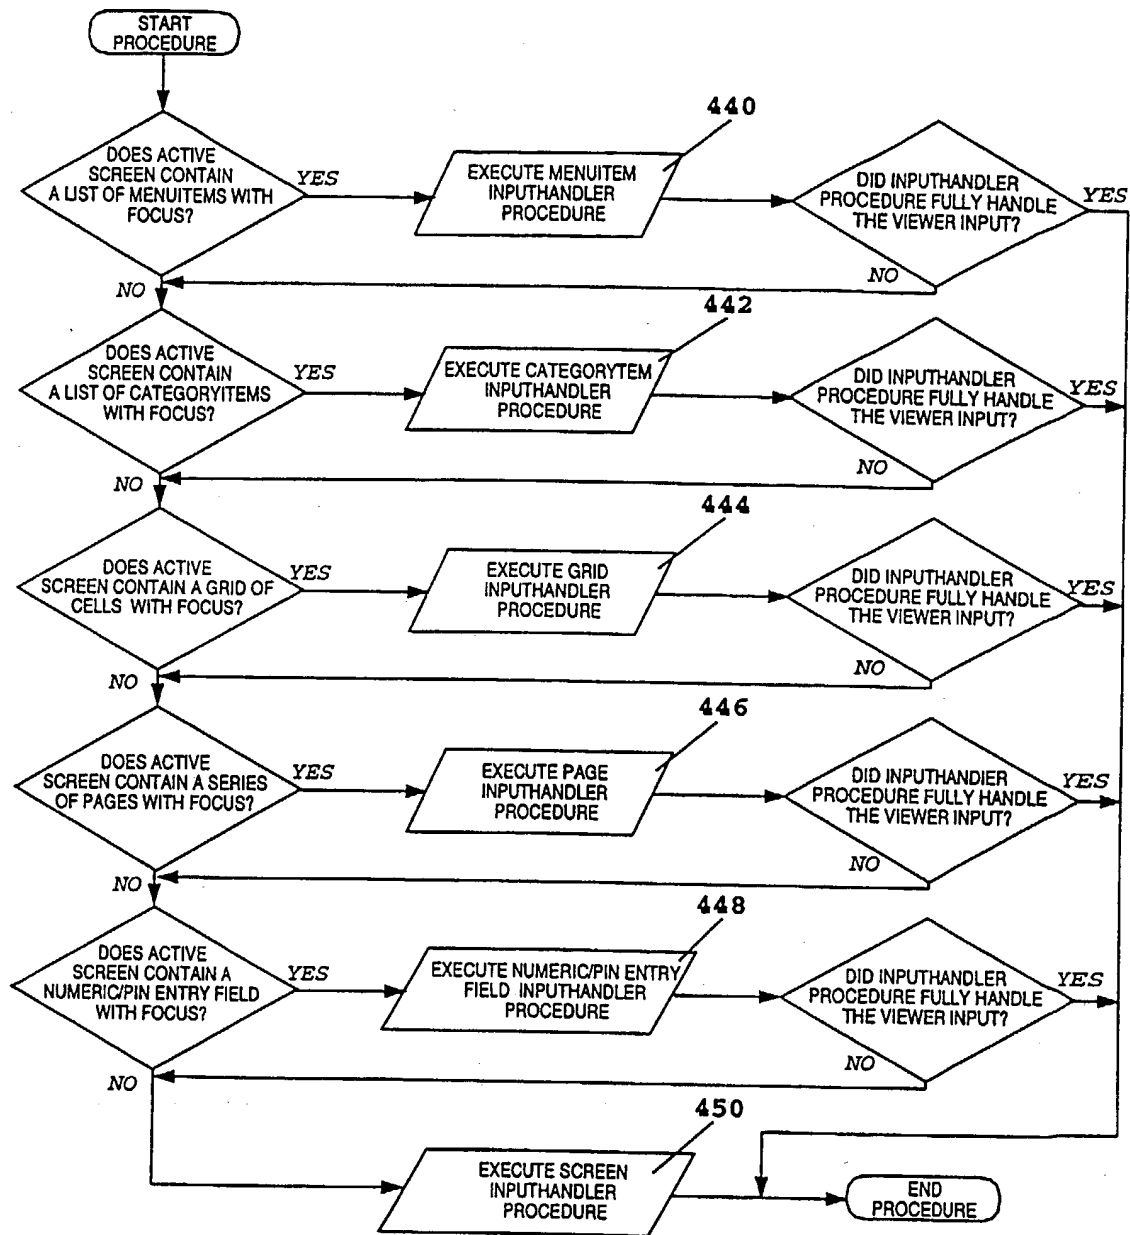 START
PROCEDURE
440
DOES ACTIVE
SCREEN CONTAIN
A LIST OF MENUITEMS WITH
FOCUS?
YES
EXECUTE MENUITEM
INPUTHANDLER
PROCEDURE
DID INPUTHANDLER
PROCEDURE FULLY HANDLE
THE VIEWER INPUT?
YES
NO
NO
442
DOES ACTIVE
SCREEN CONTAIN
A LIST OF CATEGORYITEMS
WITH FOCUS?
YES
EXECUTE CATEGORYTEM
INPUTHANDLER
PROCEDURE
DID INPUTHANDLER
PROCEDURE FULLY HANDLE
THE VIEWER INPUT?
YES
NO
NO
444
DOES ACTIVE
SCREEN CONTAIN A GRID OF
CELLS WITH FOCUS?
YES
EXECUTE GRID
INPUTHANDLER
PROCEDURE
DID INPUTHANDLER
PROCEDURE FULLY HANDLE
THE VIEWER INPUT?
YES
NO
NO
446
DOES ACTIVE
SCREEN CONTAIN A SERIES
OF PAGES WITH FOCUS?
YES
EXECUTE PAGE
INPUTHANDLER
PROCEDURE
DID INPUTHANDIER
PROCEDURE FULLY HANDLE
THE VIEWER INPUT?
YES
NO
NO
448
DOES ACTIVE
SCREEN CONTAIN A
NUMERIC/PIN ENTRY FIELD
WITH FOCUS?
YES
EXECUTE NUMERIC/PIN ENTRY
FIELD INPUTHANDLER
PROCEDURE
DID INPUTHANDLER
PROCEDURE FULLY HANDLE
THE VIEWER INPUT?
YES
NO
NO
450
EXECUTE SCREEN
INPUTHANDLER
PROCEDURE
END
PROCEDURE